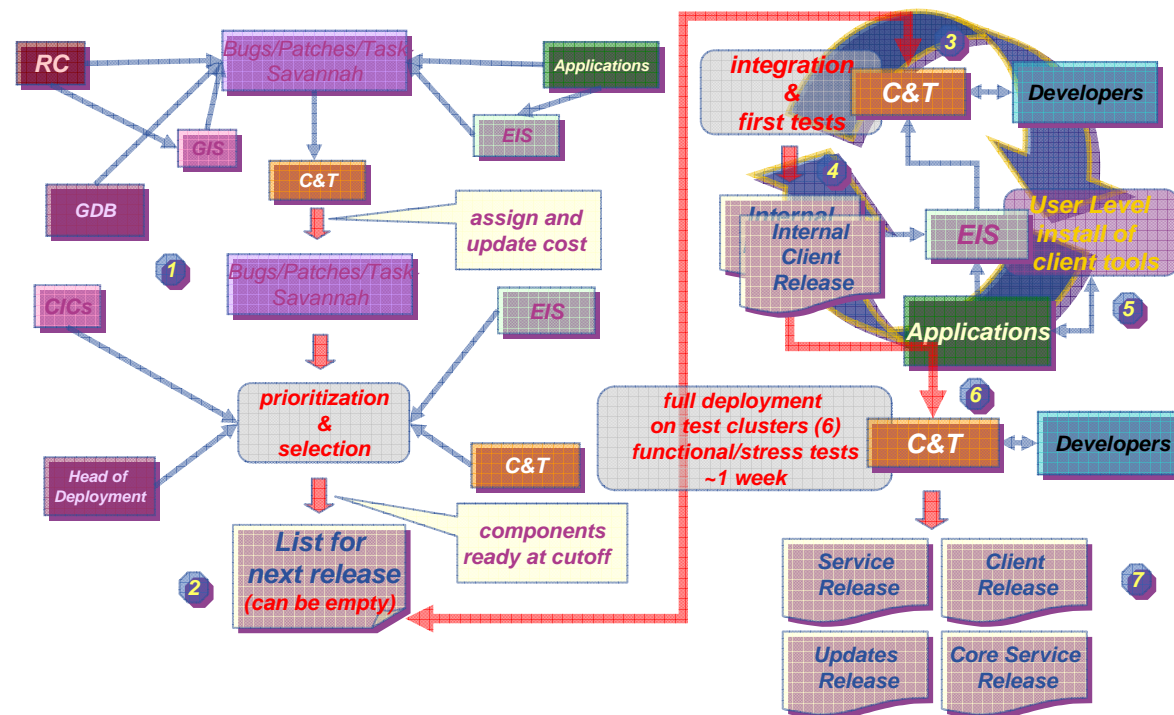 RC
Bugs/Patches/Task
Savannah
Applications
GIS
EIS
GDB
C&T
assign and
update cost
1
Bugs/Patches/Task
Savannah
CICs
EIS
prioritization
&
selection
Head of
Deployment
C&T
components
ready at cutoff
2
List for
next release
(can be empty)
3
integration
&
first tests
C&T
Developers
4
Internal
Internal
Client
Release
EIS
User Level
install of
client tools
5
Applications
6
full deployment
on test clusters (6)
functional/stress tests
~1 week
C&T
Developers
Service
Release
Client
Release
7
Updates
Release
Core Service
Release